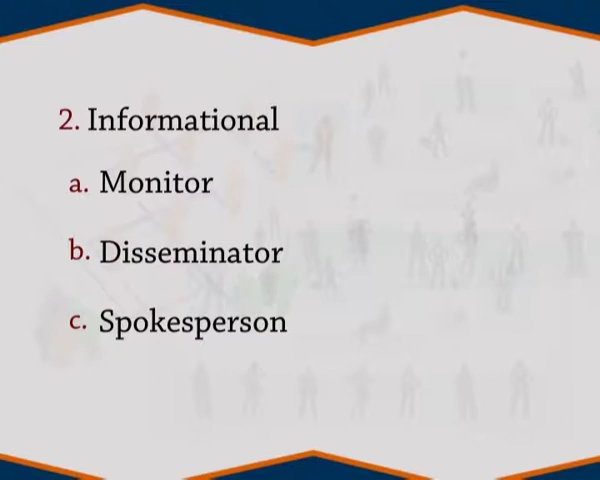 2. Informational
a. Monitor
b. Disseminator
c. Spokesperson